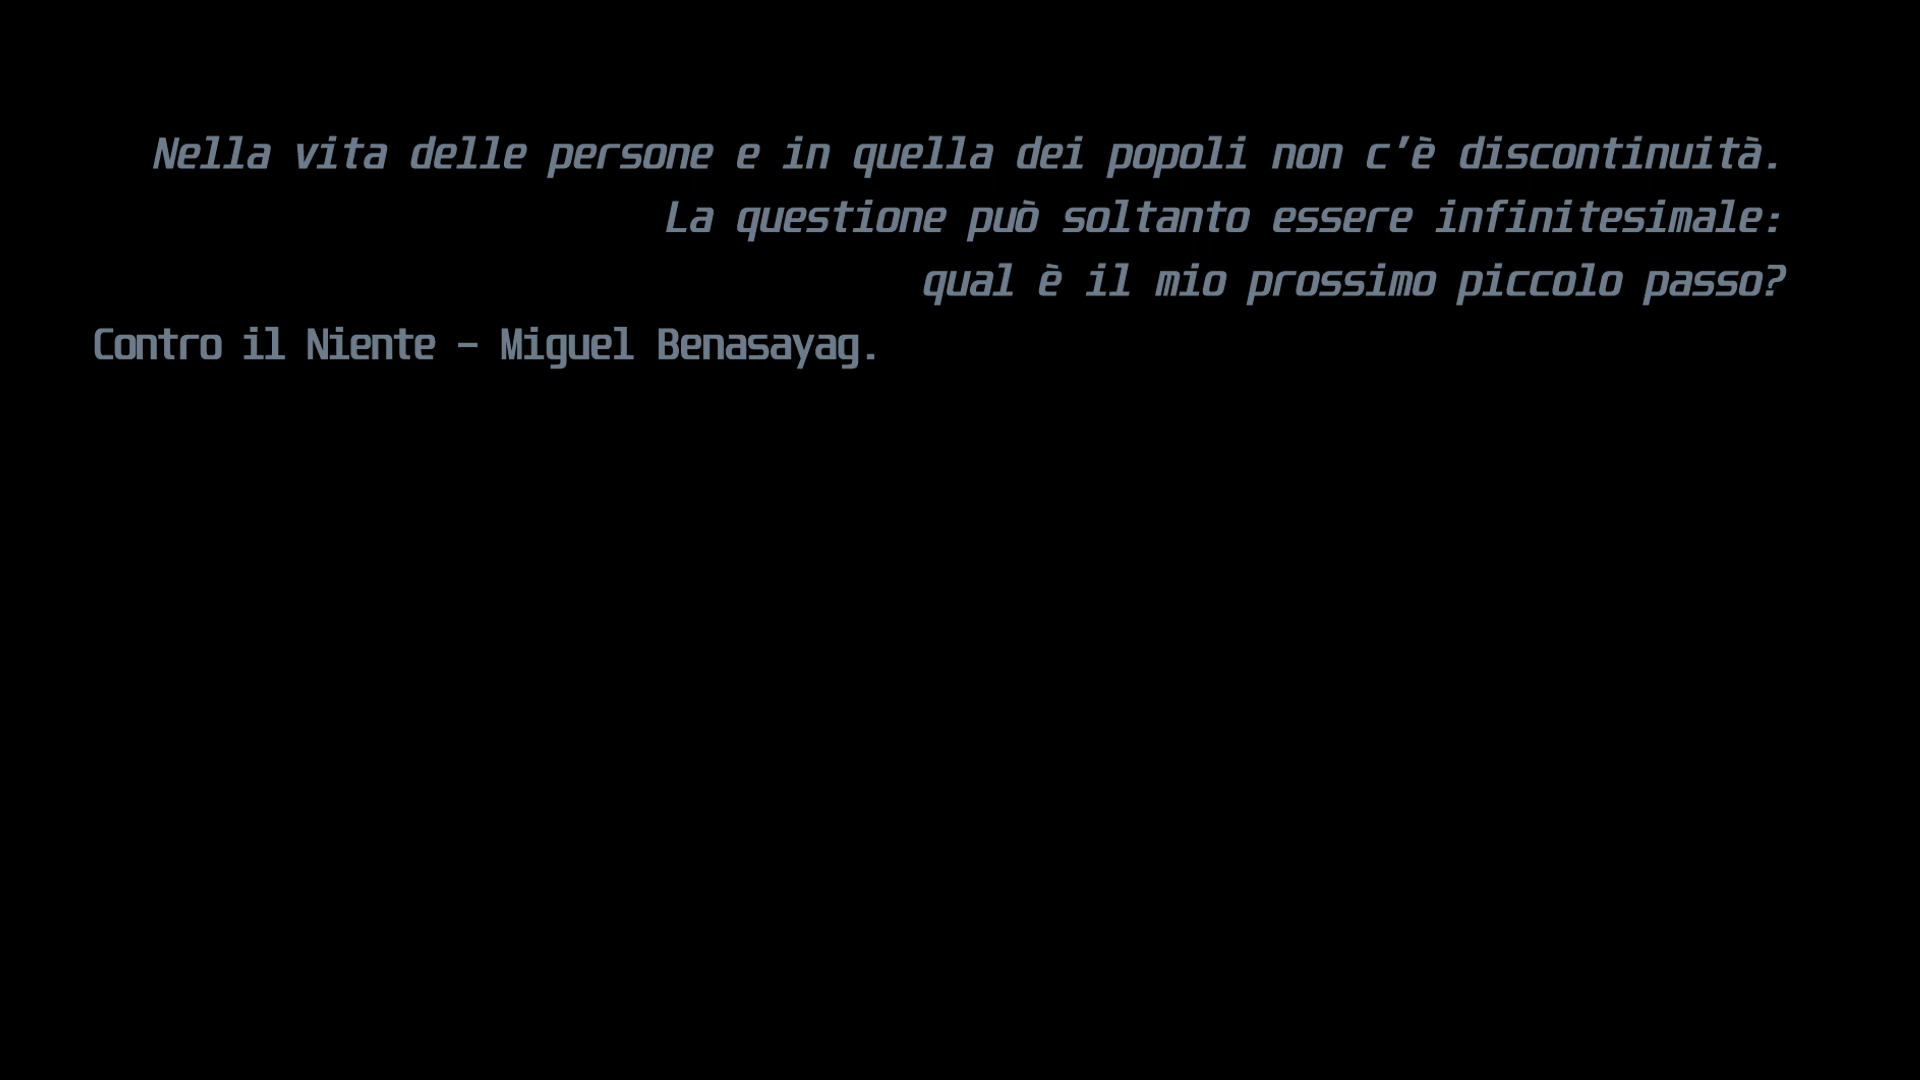 Nella vita delle persone e in quella dei popoli non c’è discontinuità.
La questione può soltanto essere infinitesimale:
qual è il mio prossimo piccolo passo?
Contro il Niente – Miguel Benasayag.